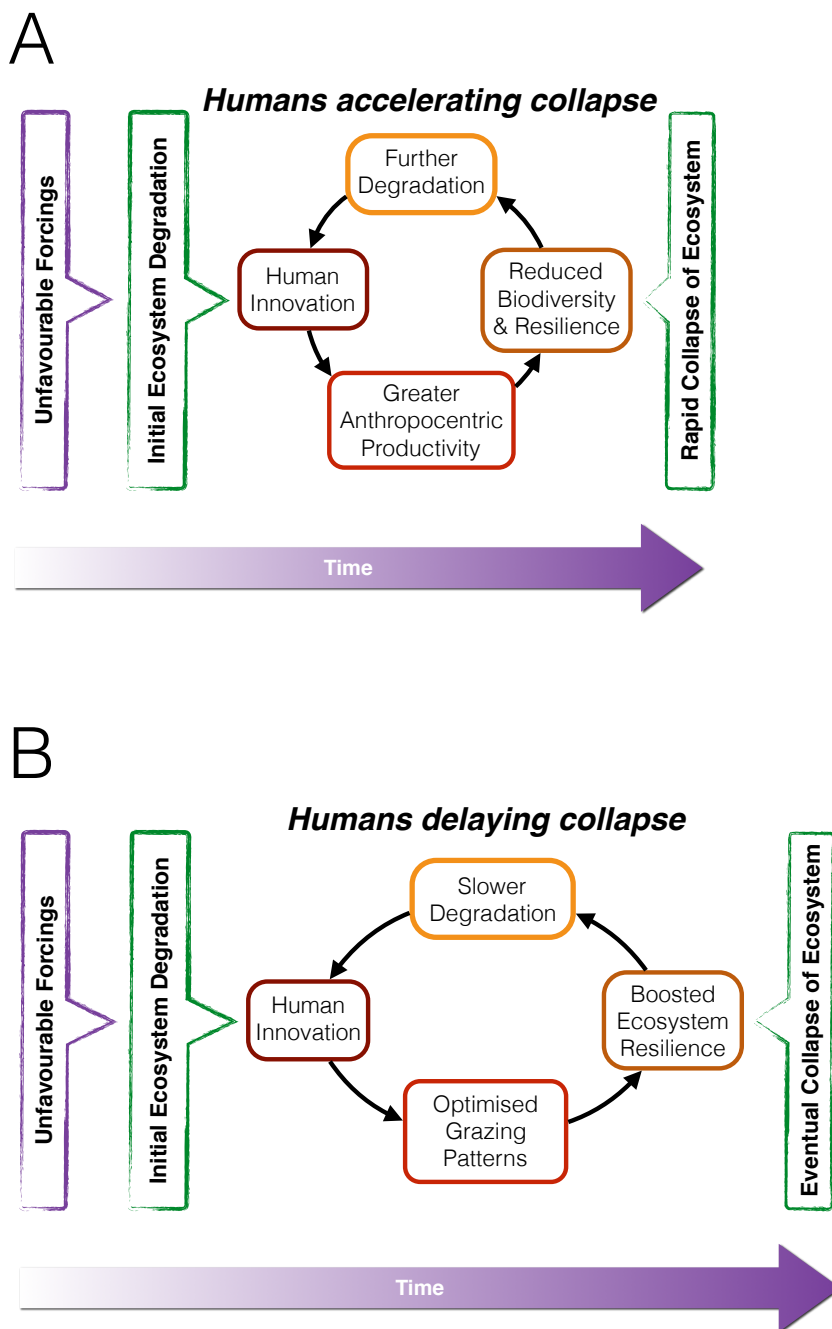 A
Humans accelerating collapse
Unfavourable Forcings
Initial Ecosystem Degradation
Further
Degradation
Human
Innovation
Reduced
Biodiversity
& Resilience
Greater
Anthropocentric
Productivity
Rapid Collapse of Ecosystem
Time
B
Humans delaying collapse
Unfavourable Forcings
Initial Ecosystem Degradation
Slower
Degradation
Human
Innovation
Boosted
Ecosystem
Resilience
Optimised
Grazing
Patterns
Eventual Collapse of Ecosystem
Time